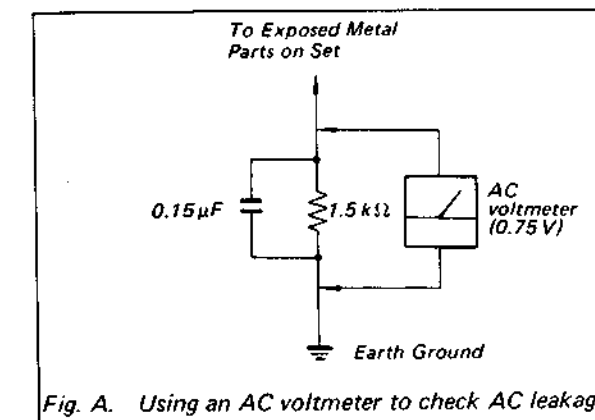 To Exposed Metal
Parts on Set
0.15μF
1.5 kΩ
AC
voltmeter
(0.75 V)
Earth Ground
Fig. A. Using an AC voltmeter to check AC leakag